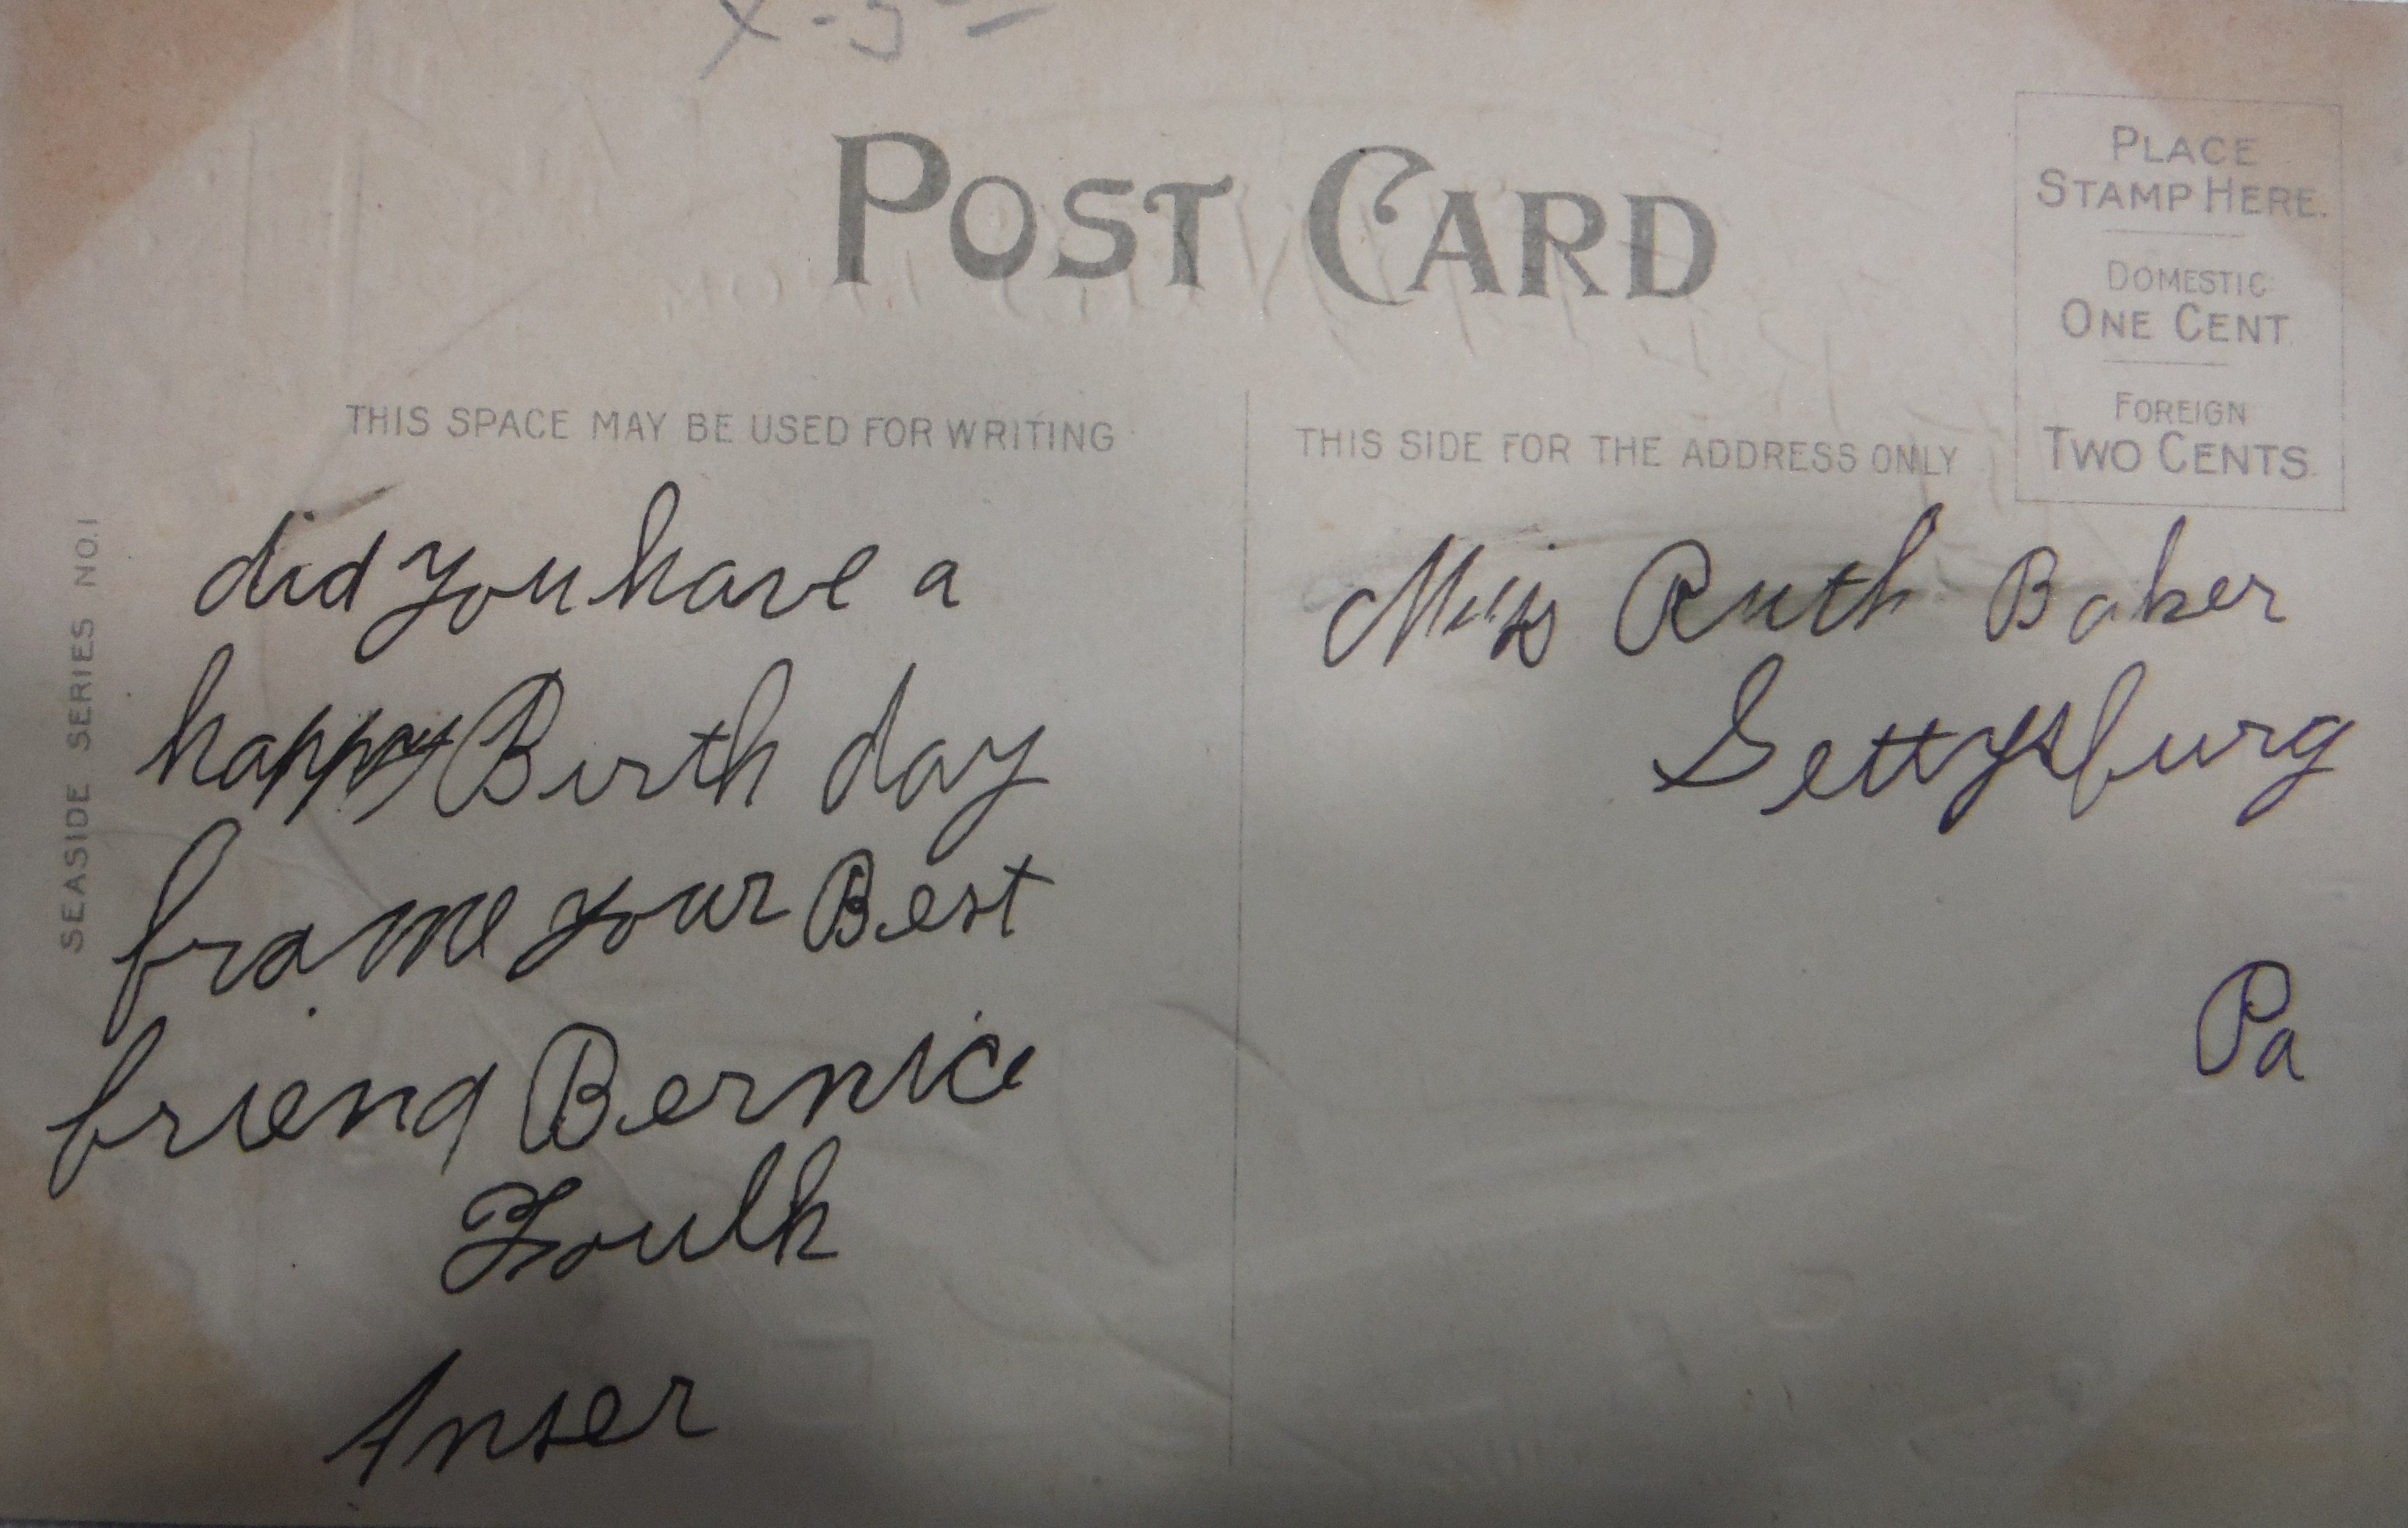 POST CARD
PLACE
STAMP HERE.
DOMESTIC
ONE CENT
FOREIGN
TWO CENTS
THIS SPACE MAY BE USED FOR WRITING
THIS SIDE FOR THE ADDRESS ONLY
SEASIDE SERIES NO.1
did you have a
happy Birth day
fra me your Best
friend Bernice
Foulk
Anser
Miss Ruth Baker
Gettysburg
Pa